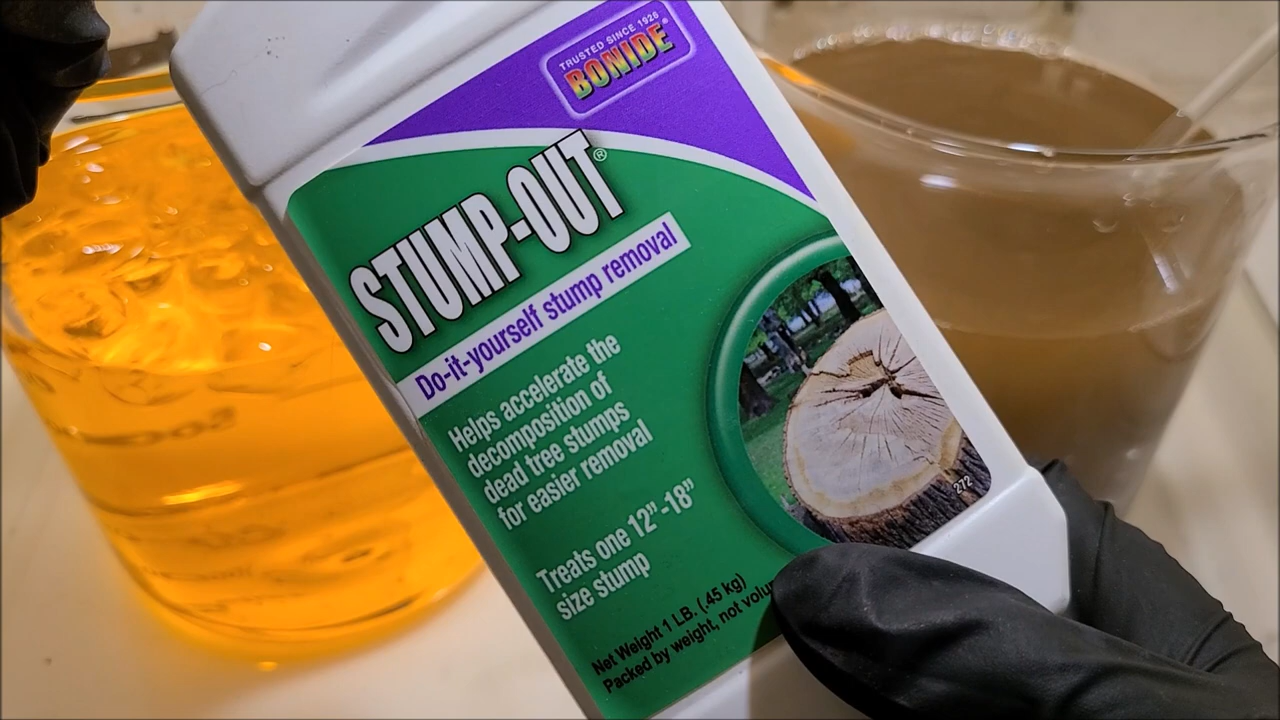 TRUSTED SINCE 1926
BONIDE®
STUMP-OUT®
Do-it-yourself stump removal
Helps accelerate the
decomposition of
dead tree stumps
for easier removal
Treats one 12"-18"
size stump
272
Net Weight 1 LB. (.45 kg)
Packed by weight, not